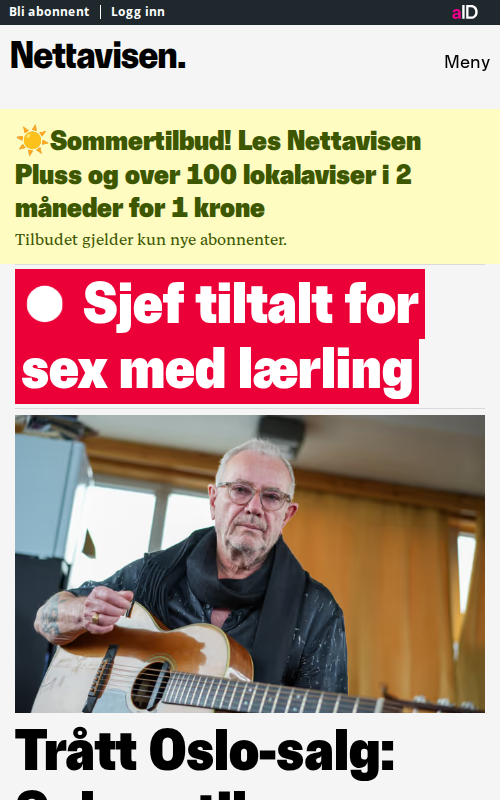 Bli abonnent
Logg inn
aID
Nettavisen.
Meny
☀️Sommertilbud! Les Nettavisen
Pluss og over 100 lokalaviser i 2
måneder for 1 krone
Tilbudet gjelder kun nye abonnenter.
Sjef tiltalt for
sex med lærling
Trått Oslo-salg: